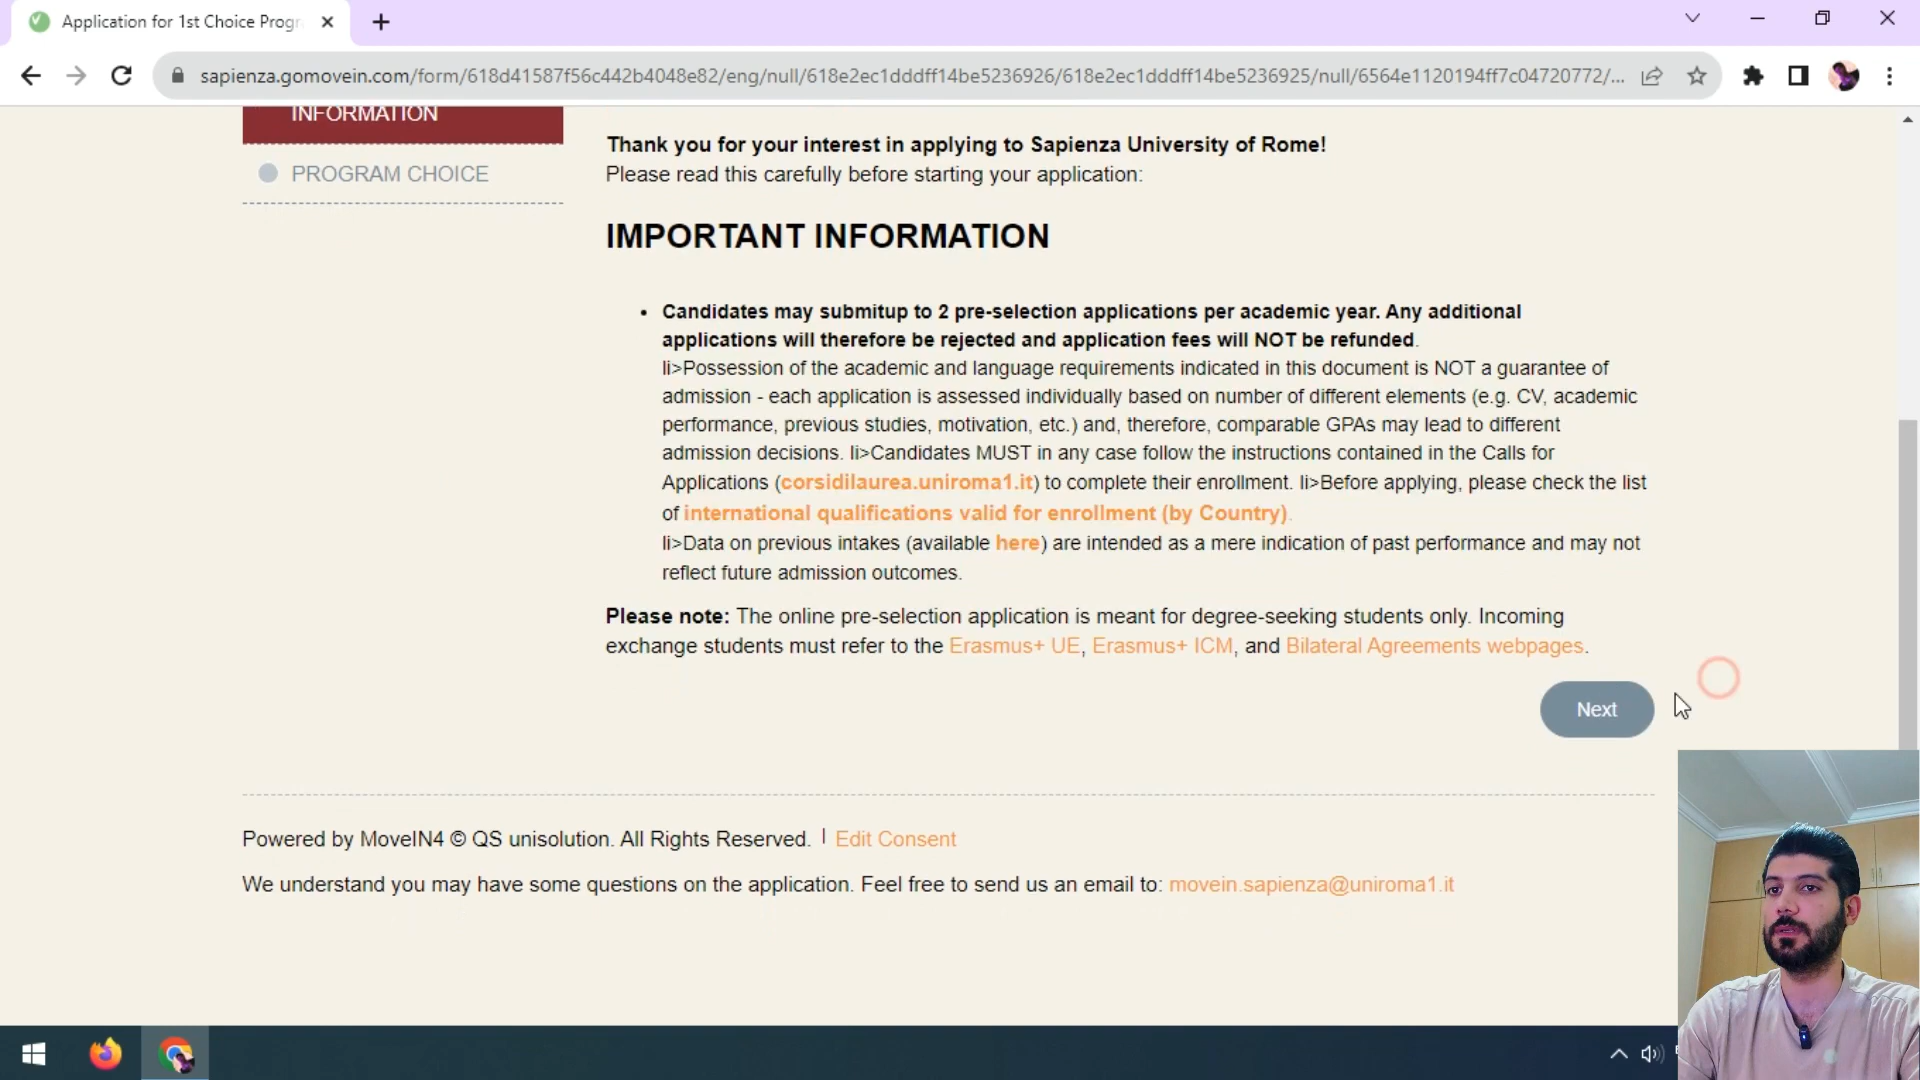 Application for 1st Choice Progr
sapienza.gomovein.com/form/618d41587f56c442b4048e82/eng/null/618e2ec1dddff14be5236926/618e2ec1dddff14be5236925/null/6564e1120194ff7c04720772/...
INFORMATION
PROGRAM CHOICE
Thank you for your interest in applying to Sapienza University of Rome!
Please read this carefully before starting your application:
IMPORTANT INFORMATION
• Candidates may submitup to 2 pre-selection applications per academic year. Any additional
applications will therefore be rejected and application fees will NOT be refunded.
li>Possession of the academic and language requirements indicated in this document is NOT a guarantee of
admission - each application is assessed individually based on number of different elements (e.g. CV, academic
performance, previous studies, motivation, etc.) and, therefore, comparable GPAs may lead to different
admission decisions. li>Candidates MUST in any case follow the instructions contained in the Calls for
Applications (corsidilaurea.uniroma1.it) to complete their enrollment. li>Before applying, please check the list
of international qualifications valid for enrollment (by Country).
li>Data on previous intakes (available here) are intended as a mere indication of past performance and may not
reflect future admission outcomes.
Please note: The online pre-selection application is meant for degree-seeking students only. Incoming
exchange students must refer to the Erasmus+ UE, Erasmus+ ICM, and Bilateral Agreements webpages.
Next
Powered by MoveIN4 © QS unisolution. All Rights Reserved. | Edit Consent
We understand you may have some questions on the application. Feel free to send us an email to: movein.sapienza@uniroma1.it